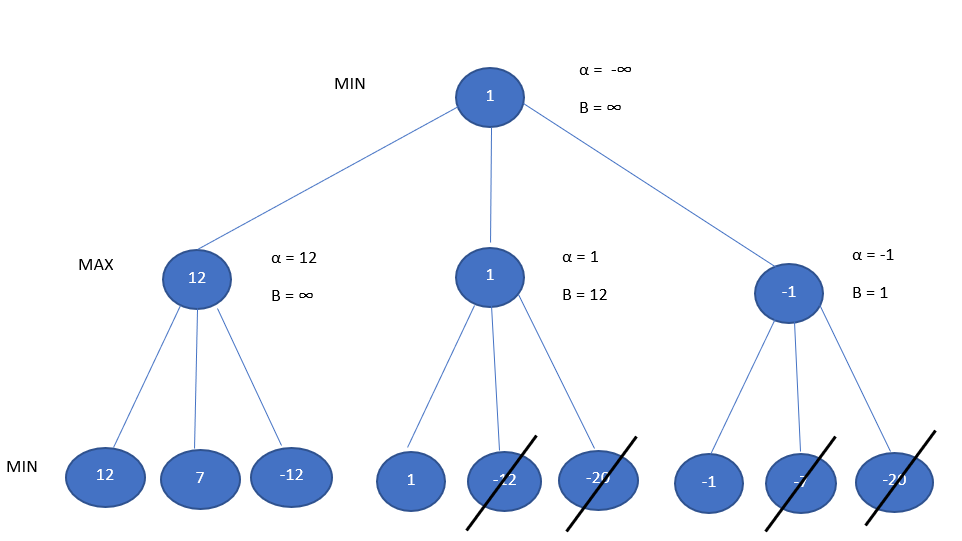 MIN
1
α = -∞
B = ∞
MAX
12
α = 12
B = ∞
1
α = 1
B = 12
-1
α = -1
B = 1
MIN
12
7
-12
1
-12
-20
-1
-7
-20